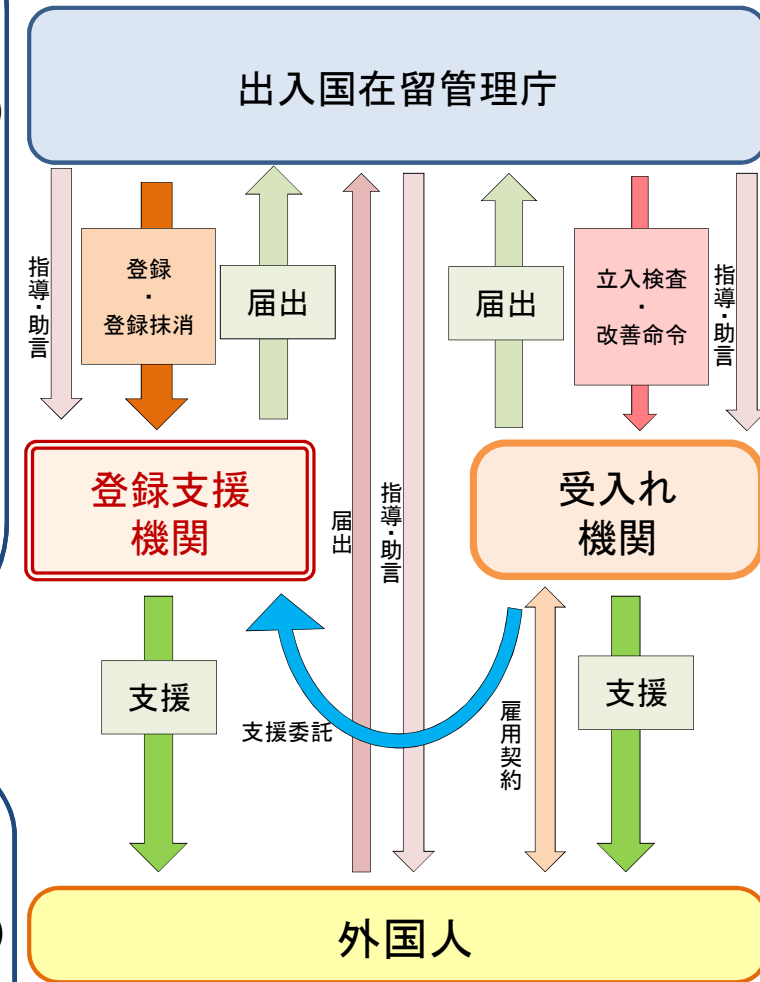 出入国在留管理庁
指導・助言
登録
・
登録抹消
届出
届出
立入検査
・
改善命令
指導・助言
登録支援
機関
届出
指導・助言
受入れ
機関
支援
支援委託
雇用契約
支援
外国人